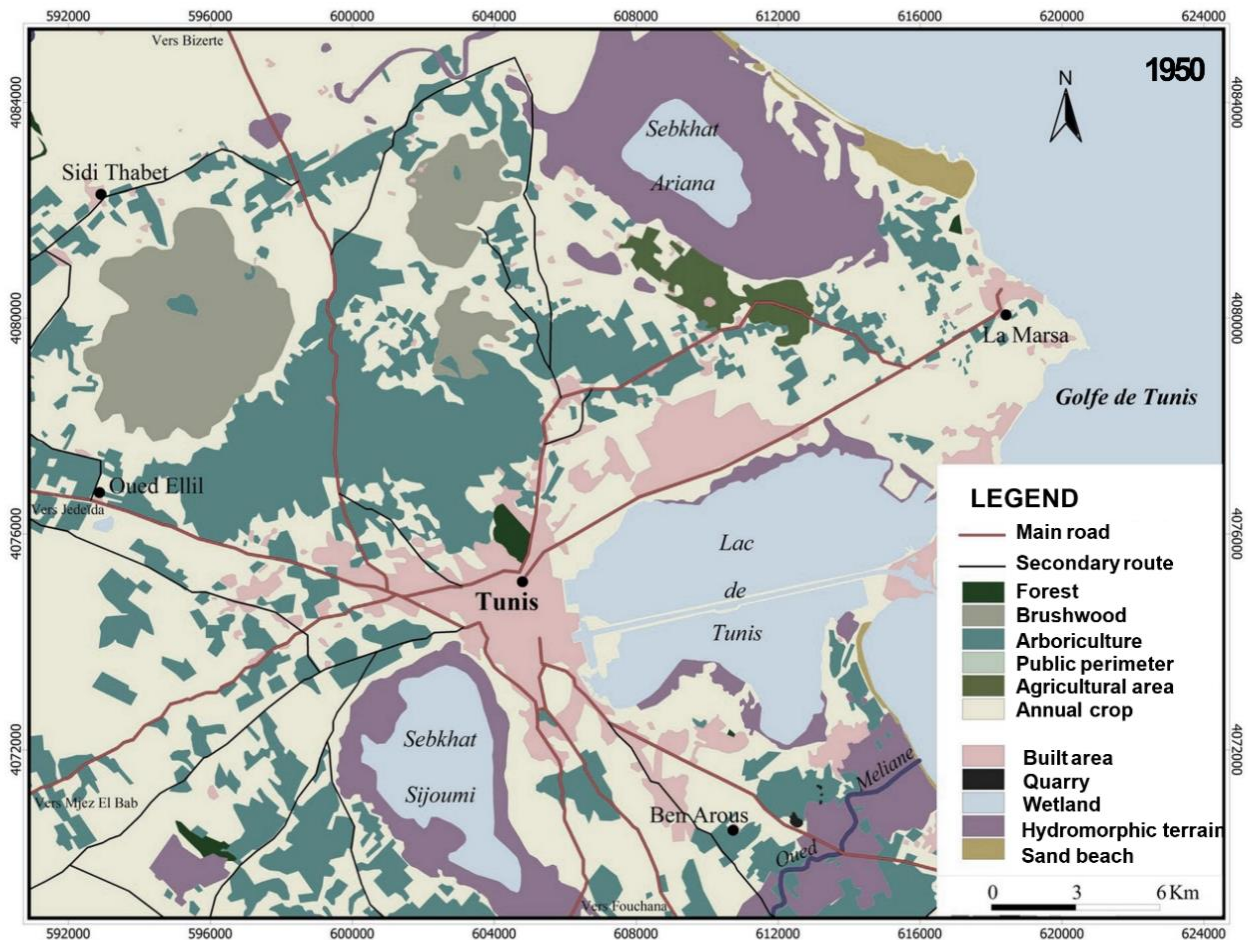 592000 596000 600000 604000 608000 612000 616000 620000 624000
Vers Bizerte
1950
N
4084000
4084000
Sebkhat
Ariana
Sidi Thabet
4080000
4080000
La Marsa
Golfe de Tunis
Oued Ellil
Vers Jedeida
4076000
4076000
Lac
de
Tunis
Tunis
Sebkhat
Sijoumi
4072000
4072000
Vers Mjez El Bab
Ben Arous
Oued
Meliane
Vers Fouchana
LEGEND
Main road
Secondary route
Forest
Brushwood
Arboriculture
Public perimeter
Agricultural area
Annual crop
Built area
Quarry
Wetland
Hydromorphic terrain
Sand beach
0 3 6 Km
592000 596000 600000 604000 608000 612000 616000 620000 624000